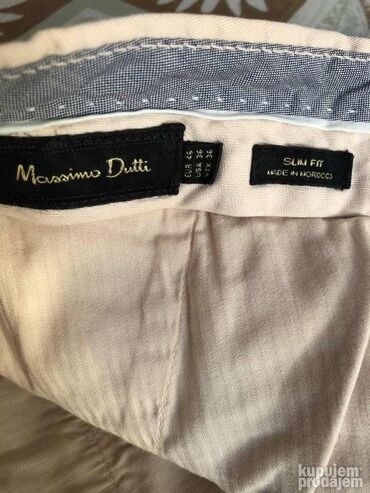 Massimo Dutti
EUR 46
USA 36
MEX 36
SLIM FIT
MADE IN MOROCCO
kupujem
prodajem